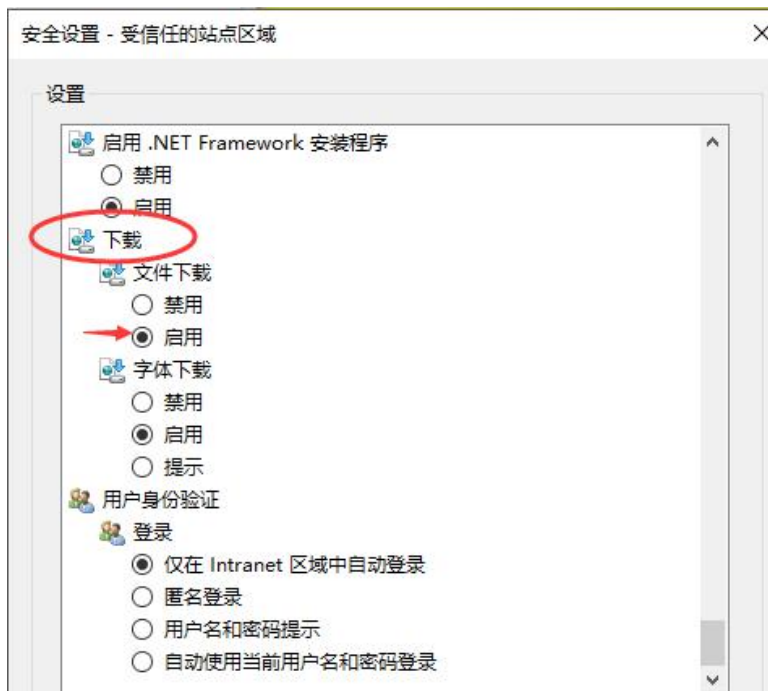 安全设置 - 受信任的站点区域
设置
启用 .NET Framework 安装程序
禁用
启用
下载
文件下载
禁用
启用
字体下载
禁用
启用
提示
用户身份验证
登录
仅在 Intranet 区域中自动登录
匿名登录
用户名和密码提示
自动使用当前用户名和密码登录